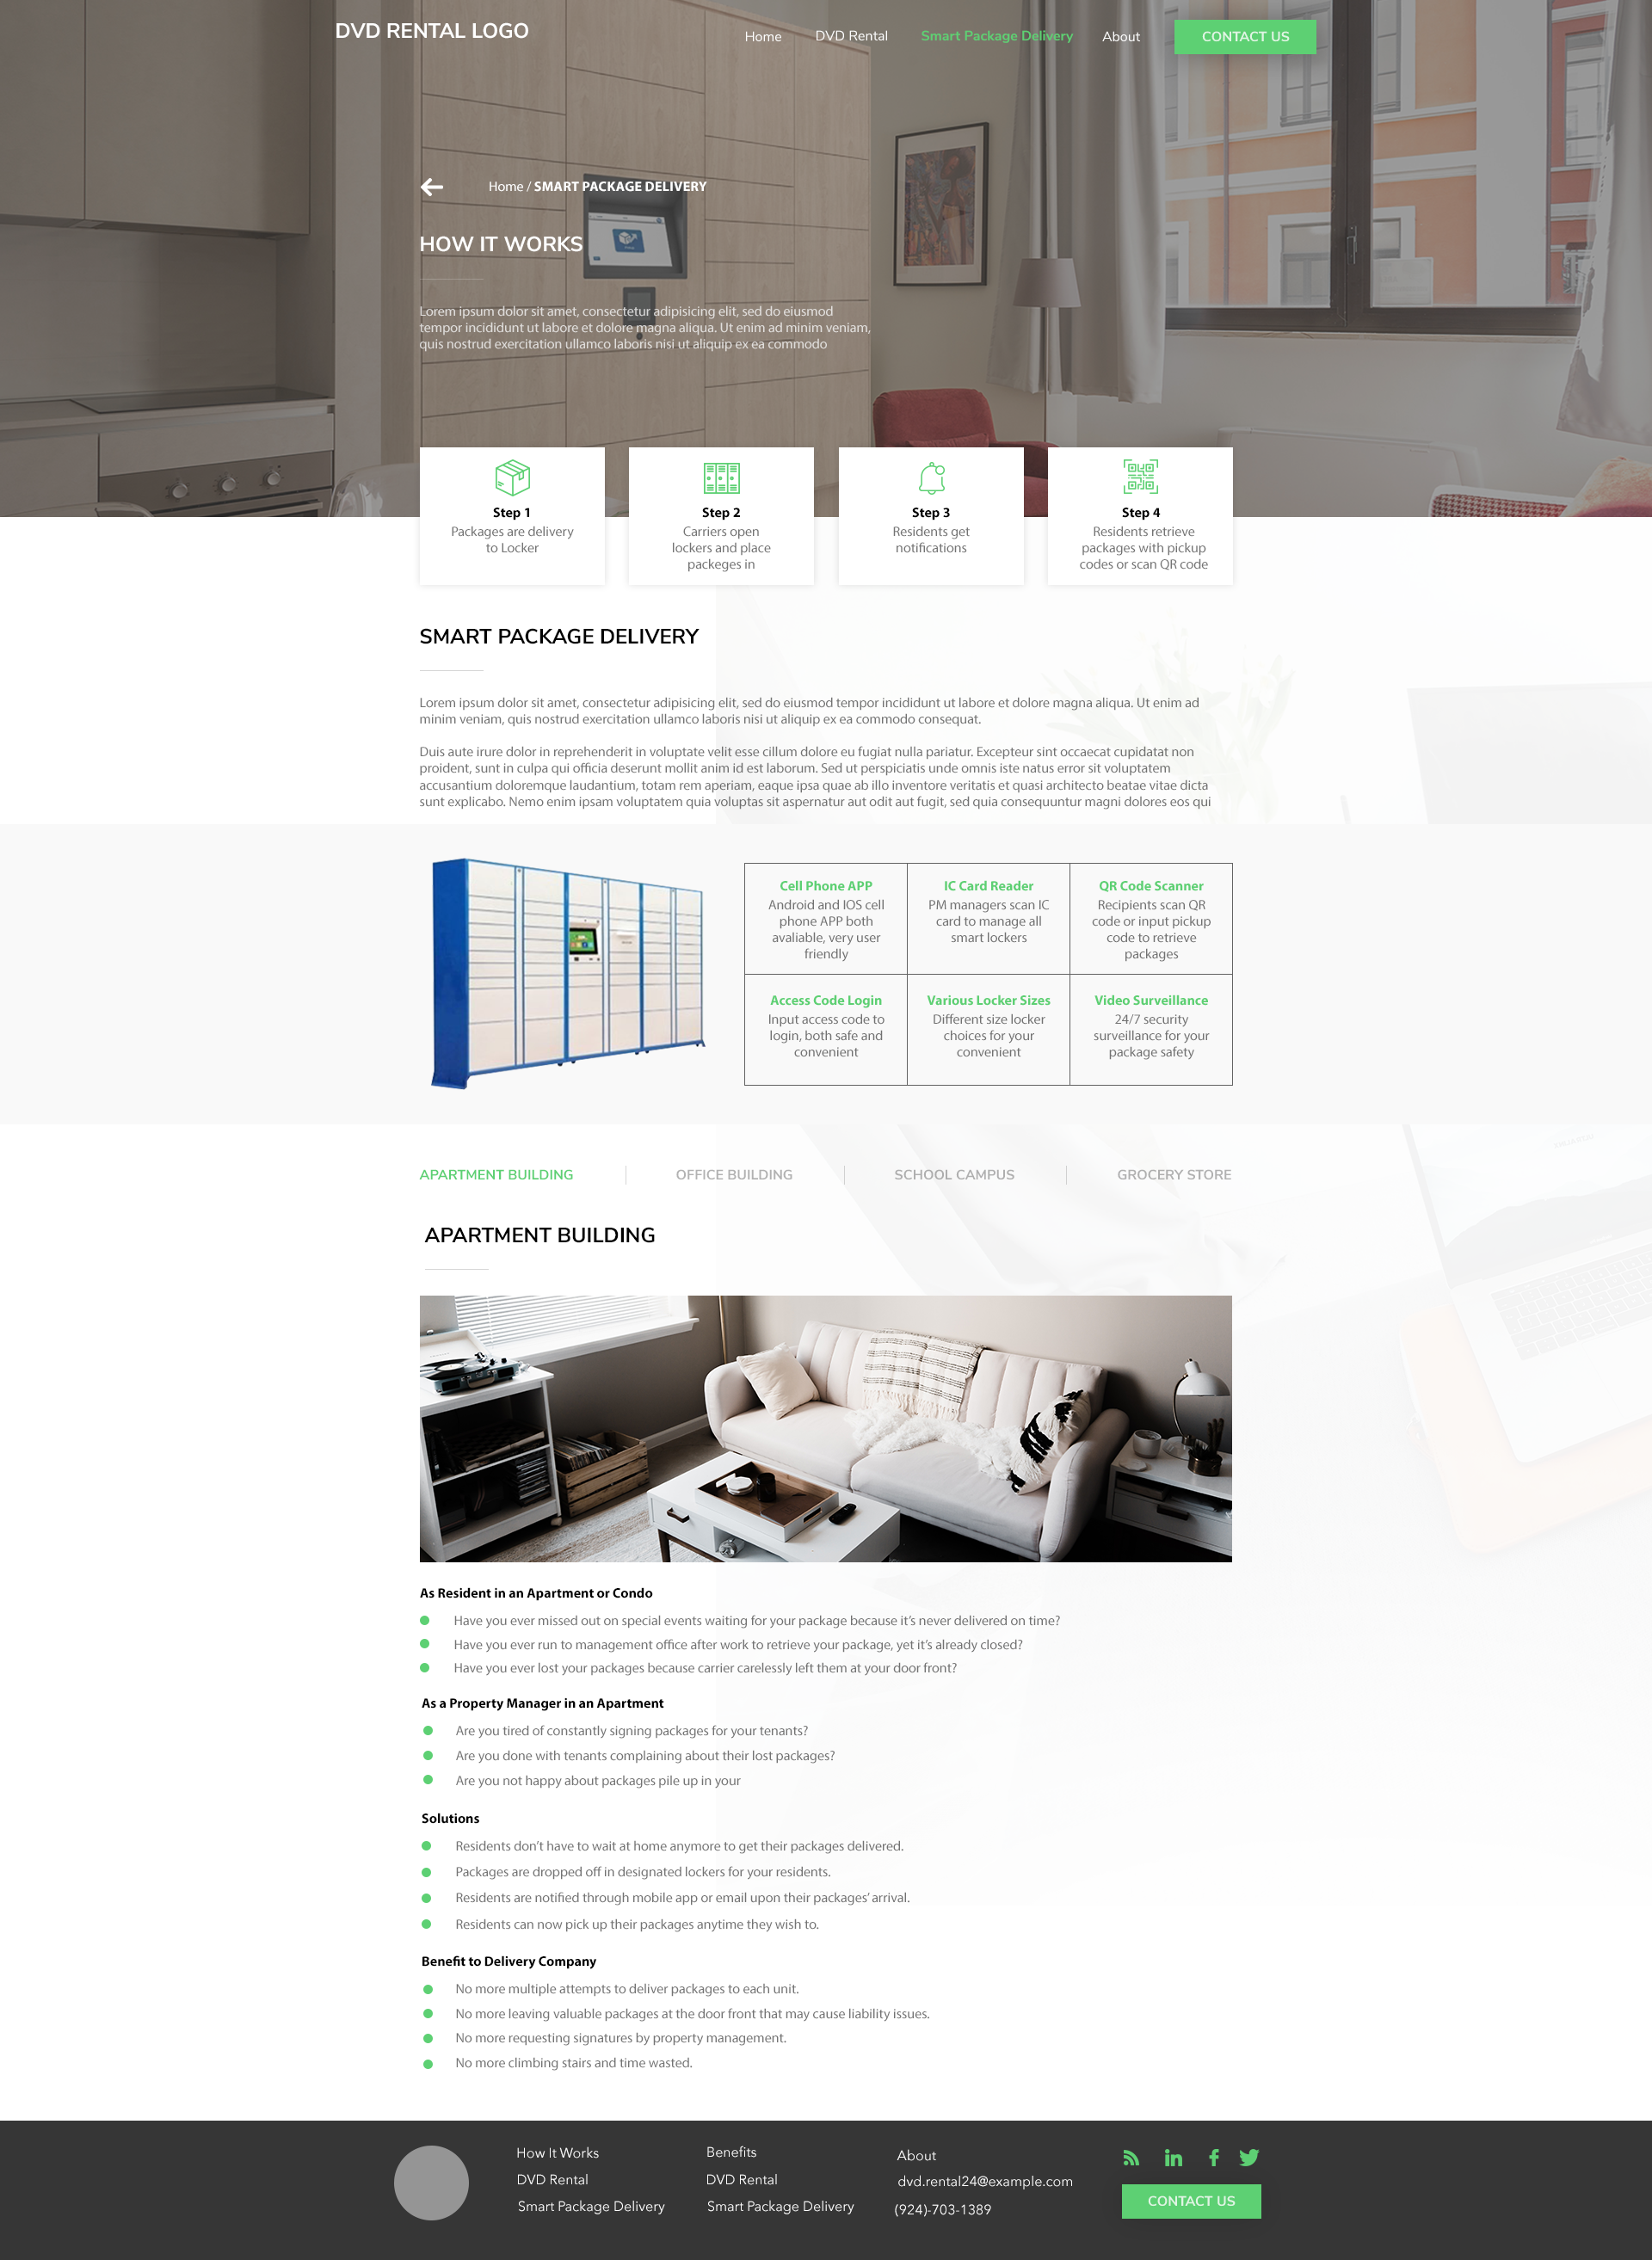 DVD RENTAL LOGO
Home
DVD Rental
Smart Package Delivery
About
CONTACT US
Home / SMART PACKAGE DELIVERY
HOW IT WORKS
Lorem ipsum dolor sit amet, consectetur adipisicing elit, sed do eiusmod
tempor incididunt ut labore et dolore magna aliqua. Ut enim ad minim veniam,
quis nostrud exercitation ullamco laboris nisi ut aliquip ex ea commodo
Step 1
Packages are delivery
to Locker
Step 2
Carriers open
lockers and place
packeges in
Step 3
Residents get
notifications
Step 4
Residents retrieve
packages with pickup
codes or scan QR code
SMART PACKAGE DELIVERY
Lorem ipsum dolor sit amet, consectetur adipisicing elit, sed do eiusmod tempor incididunt ut labore et dolore magna aliqua. Ut enim ad
minim veniam, quis nostrud exercitation ullamco laboris nisi ut aliquip ex ea commodo consequat.
Duis aute irure dolor in reprehenderit in voluptate velit esse cillum dolore eu fugiat nulla pariatur. Excepteur sint occaecat cupidatat non
proident, sunt in culpa qui officia deserunt mollit anim id est laborum. Sed ut perspiciatis unde omnis iste natus error sit voluptatem
accusantium doloremque laudantium, totam rem aperiam, eaque ipsa quae ab illo inventore veritatis et quasi architecto beatae vitae dicta
sunt explicabo. Nemo enim ipsam voluptatem quia voluptas sit aspernatur aut odit aut fugit, sed quia consequuntur magni dolores eos qui
Cell Phone APP
Android and IOS cell
phone APP both
avaliable, very user
friendly
IC Card Reader
PM managers scan IC
card to manage all
smart lockers
QR Code Scanner
Recipients scan QR
code or input pickup
code to retrieve
packages
Access Code Login
Input access code to
login, both safe and
convenient
Various Locker Sizes
Different size locker
choices for your
convenient
Video Surveillance
24/7 security
surveillance for your
package safety
APARTMENT BUILDING
OFFICE BUILDING
SCHOOL CAMPUS
GROCERY STORE
APARTMENT BUILDING
As Resident in an Apartment or Condo
Have you ever missed out on special events waiting for your package because it’s never delivered on time?
Have you ever run to management office after work to retrieve your package, yet it’s already closed?
Have you ever lost your packages because carrier carelessly left them at your door front?
As a Property Manager in an Apartment
Are you tired of constantly signing packages for your tenants?
Are you done with tenants complaining about their lost packages?
Are you not happy about packages pile up in your
Solutions
Residents don’t have to wait at home anymore to get their packages delivered.
Packages are dropped off in designated lockers for your residents.
Residents are notified through mobile app or email upon their packages’ arrival.
Residents can now pick up their packages anytime they wish to.
Benefit to Delivery Company
No more multiple attempts to deliver packages to each unit.
No more leaving valuable packages at the door front that may cause liability issues.
No more requesting signatures by property management.
No more climbing stairs and time wasted.
How It Works
DVD Rental
Smart Package Delivery
Benefits
DVD Rental
Smart Package Delivery
About
dvd.rental24@example.com
(924)-703-1389
CONTACT US